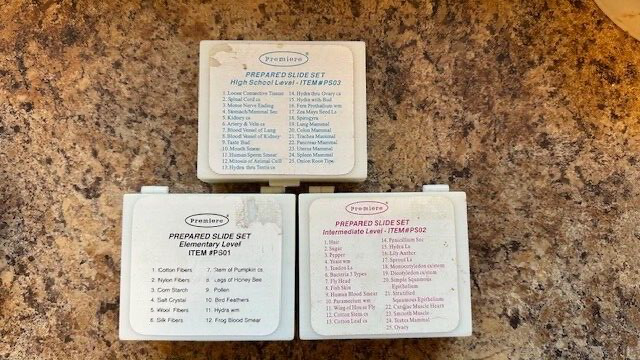 Premiere
PREPARED SLIDE SET
High School Level - ITEM #PS03
1. Loose Connective Tissue
2. Spinal Cord cs
3. Motor Nerve Ending
4. Stomach/Mammal Sec
5. Kidney cs
6. Artery & Vein cs
7. Blood Vessel of Lung
8. Blood Vessel of Kidney
9. Taste Bud
10. Mouth Smear
11. Human Sperm Smear
12. Mitosis of Animal Cell
13. Hydra thru Testis cs
14. Hydra thru Ovary cs
15. Hydra with Bud
16. Fern Prothallium wm
17. Zea Mays Seed Ls
18. Spirogyra
19. Lung Mammal
20. Colon Mammal
21. Trachea Mammal
22. Pancreas Mammal
23. Uterus Mammal
24. Spleen Mammal
25. Onion Root Tips
Premiere
PREPARED SLIDE SET
Elementary Level
ITEM #PS01
1. Cotton Fibers
2. Nylon Fibers
3. Corn Starch
4. Salt Crystal
5. Wool Fibers
6. Silk Fibers
7. Stem of Pumpkin cs
8. Legs of Honey Bee
9. Pollen
10. Bird Feathers
11. Hydra wm
12. Frog Blood Smear
Premiere
PREPARED SLIDE SET
Intermediate Level - ITEM#PS02
1. Hair
2. Sugar
3. Pepper
4. Yeast wm
5. Tendon Ls
6. Bacteria 3 Types
7. Fly Head
8. Fish Skin
9. Human Blood Smear
10. Paramecium wm
11. Wing of House Fly
12. Cotton Stem cs
13. Cotton Leaf cs
14. Penicillium Sec
15. Hydra Ls
16. Lily Anther
17. Sprout Ls
18. Monocotyledon cs/stem
19. Dicotyledon cs/stem
20. Simple Squamous
Epithelium
21. Stratified
Squamous Epithelium
22. Cardiac Muscle Heart
23. Smooth Muscle
24. Testes Mammal
25. Ovary